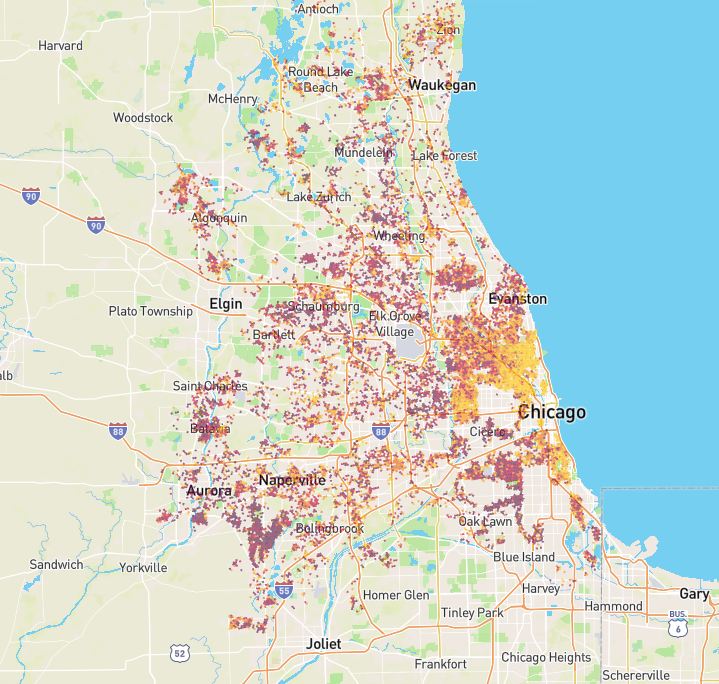 Antioch
Zion
Harvard
Round Lake
Beach
Waukegan
McHenry
Woodstock
Mundelein
Lake Forest
90
Lake Zurich
Algonquin
90
Wheeling
Elgin
Evanston
Plato Township
Schaumburg
Elk Grove
Village
Bartlett
alb
Saint Charles
Chicago
88
Batavia
88
Cicero
Naperville
Aurora
Oak Lawn
Bolingbrook
Blue Island
Sandwich
Yorkville
55
Homer Glen
Harvey
Gary
Hammond
BUS.
6
Tinley Park
52
Joliet
Chicago Heights
Frankfort
Schererville